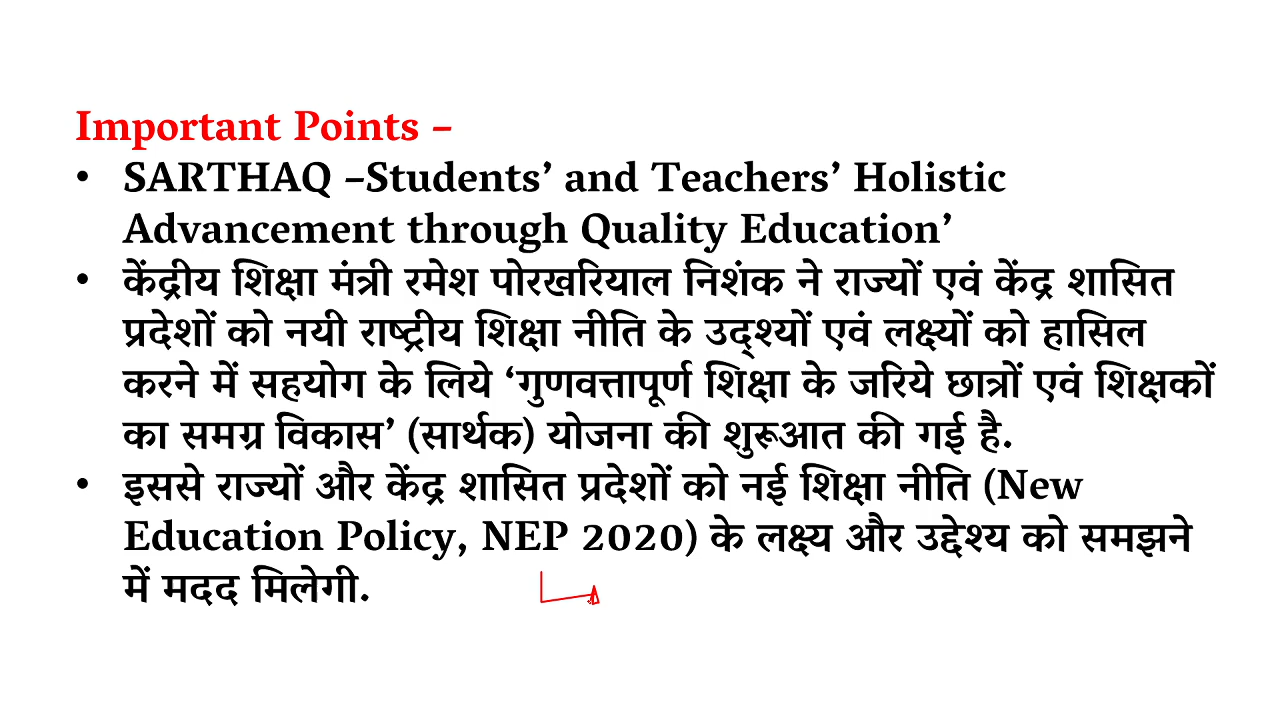 Important Points –
• SARTHAQ –Students’ and Teachers’ Holistic
Advancement through Quality Education’
• केंद्रीय शिक्षा मंत्री रमेश पोरखरियाल निशंक ने राज्यों एवं केंद्र शासित
प्रदेशों को नयी राष्ट्रीय शिक्षा नीति के उद्श्यों एवं लक्ष्यों को हासिल
करने में सहयोग के लिये ‘गुणवत्तापूर्ण शिक्षा के जरिये छात्रों एवं शिक्षकों
का समग्र विकास’ (सार्थक) योजना की शुरूआत की गई है.
• इससे राज्यों और केंद्र शासित प्रदेशों को नई शिक्षा नीति (New
Education Policy, NEP 2020) के लक्ष्य और उद्देश्य को समझने
में मदद मिलेगी.